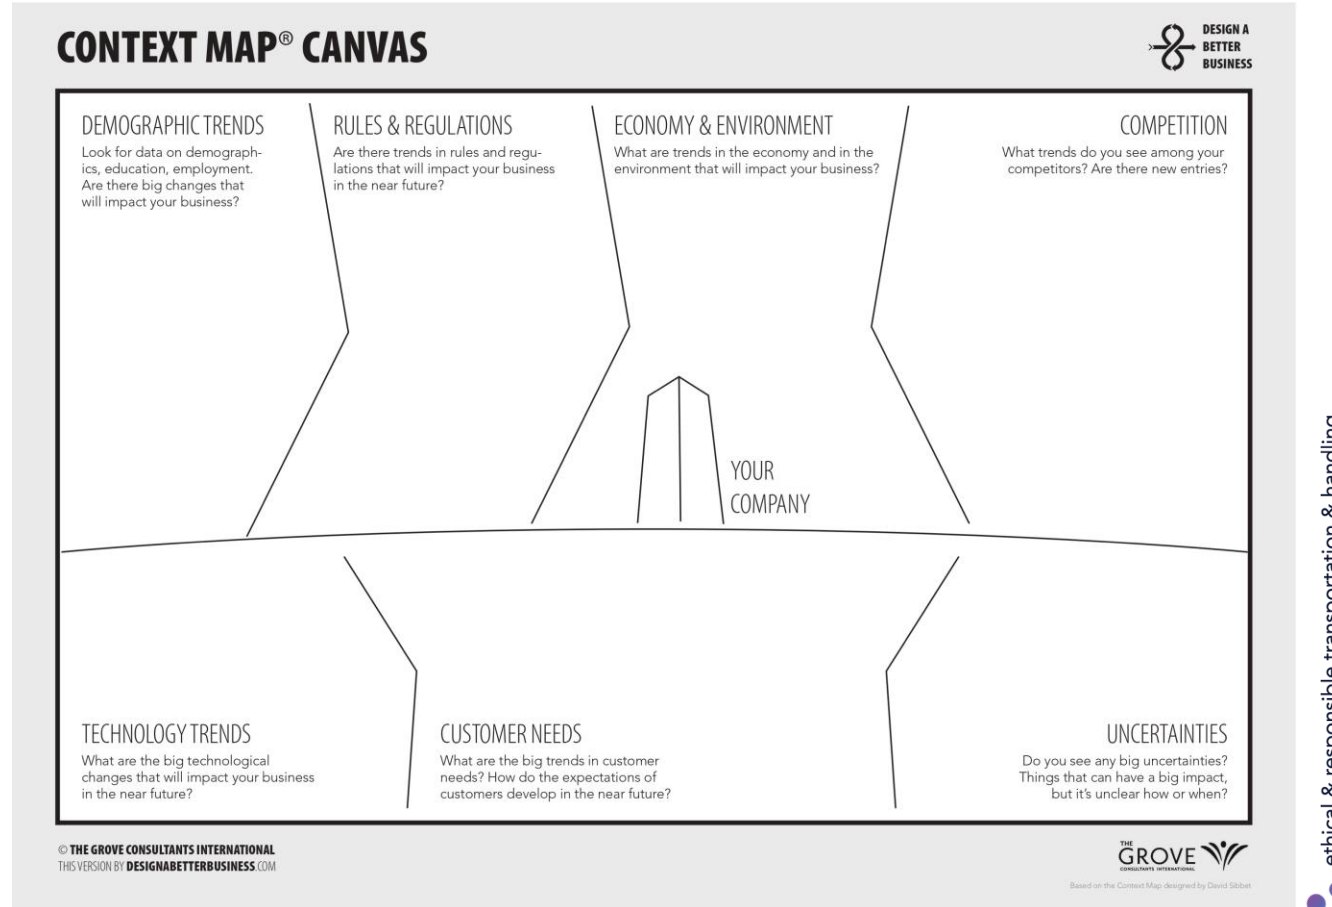 CONTEXT MAP® CANVAS
DESIGN A
BETTER
BUSINESS
DEMOGRAPHIC TRENDS
Look for data on demograph-
ics, education, employment.
Are there big changes that
will impact your business?
RULES & REGULATIONS
Are there trends in rules and regu-
lations that will impact your business
in the near future?
ECONOMY & ENVIRONMENT
What are trends in the economy and in the
environment that will impact your business?
COMPETITION
What trends do you see among your
competitors? Are there new entries?
YOUR
COMPANY
TECHNOLOGY TRENDS
What are the big technological
changes that will impact your business
in the near future?
CUSTOMER NEEDS
What are the big trends in customer
needs? How do the expectations of
customers develop in the near future?
UNCERTAINTIES
Do you see any big uncertainties?
Things that can have a big impact,
but it's unclear how or when?
© THE GROVE CONSULTANTS INTERNATIONAL
THIS VERSION BY DESIGNABETTERBUSINESS.COM
THE
GROVE
CONSULTANTS INTERNATIONAL
Based on the Context Map designed by David Sibbet
ethical & responsible transportation & handling